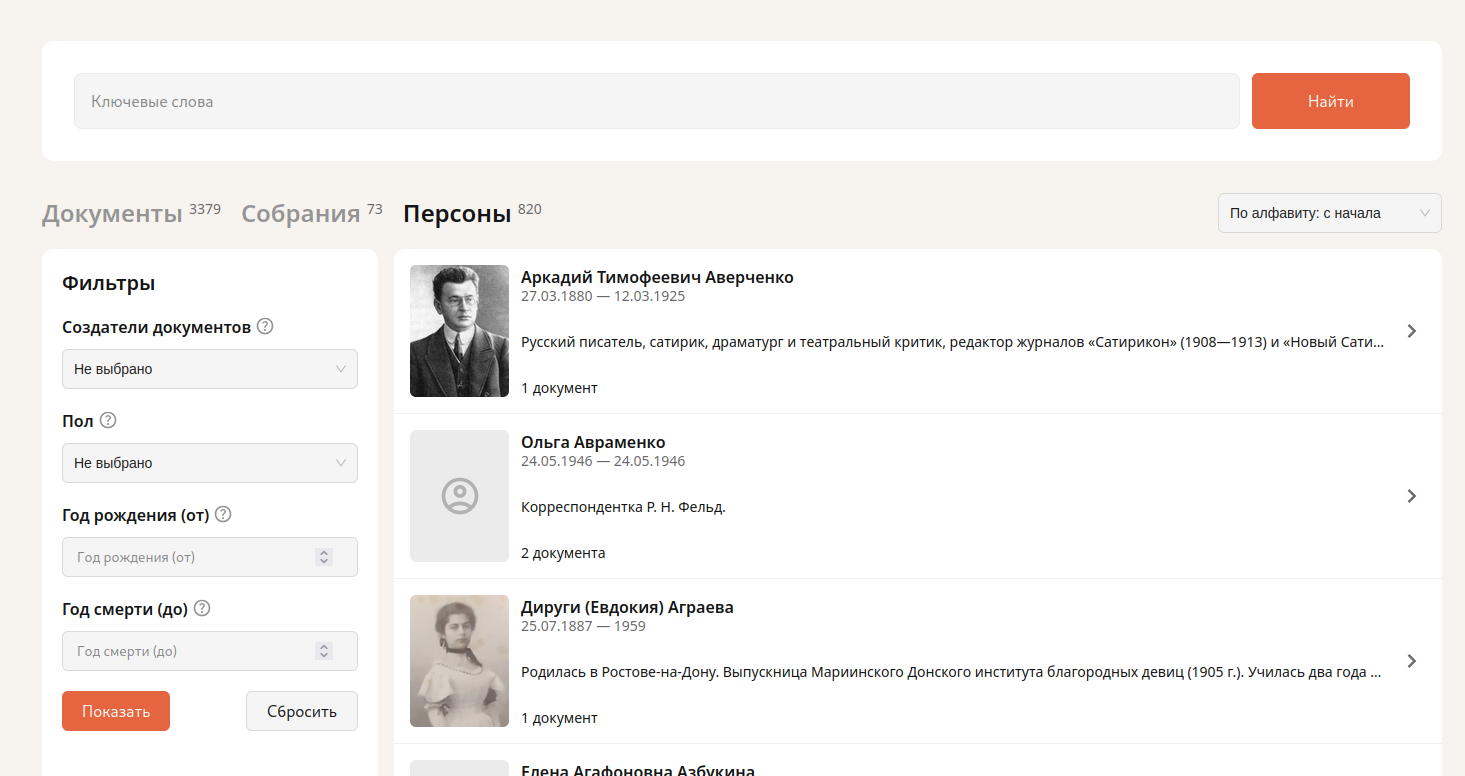 Ключевые слова
Найти
Документы 3379 Собрания 73 Персоны 820
По алфавиту: с начала
Фильтры
Создатели документов ?
Не выбрано
Пол ?
Не выбрано
Год рождения (от) ?
Год рождения (от)
Год смерти (до) ?
Год смерти (до)
Показать
Сбросить
Аркадий Тимофеевич Аверченко
27.03.1880 — 12.03.1925
Русский писатель, сатирик, драматург и театральный критик, редактор журналов «Сатирикон» (1908—1913) и «Новый Сати...
1 документ
Ольга Авраменко
24.05.1946 — 24.05.1946
Корреспондентка Р. Н. Фельд.
2 документа
Дируги (Евдокия) Аграева
25.07.1887 — 1959
Родилась в Ростове-на-Дону. Выпускница Мариинского Донского института благородных девиц (1905 г.). Училась два года ...
1 документ
Елена Агафоновна Азбукина